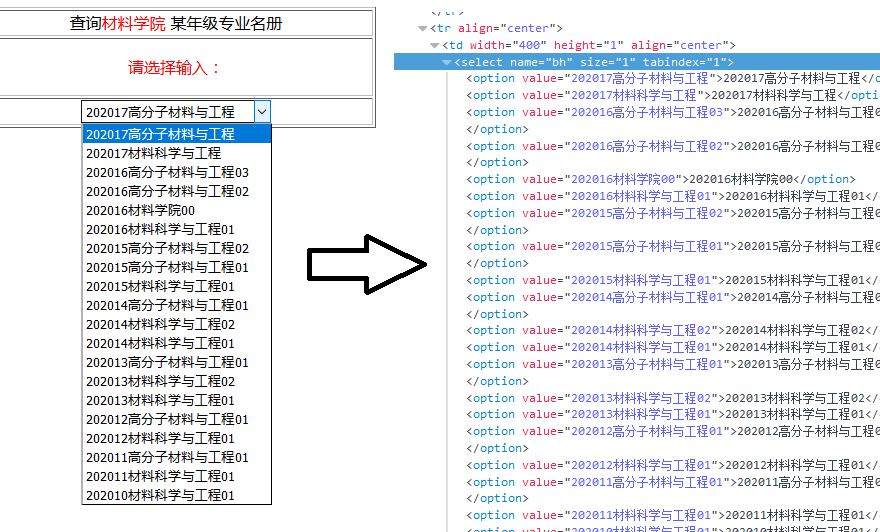 查询材料学院 某年级专业名册
请选择输入：
202017高分子材料与工程
202017高分子材料与工程
202017材料科学与工程
202016高分子材料与工程03
202016高分子材料与工程02
202016材料学院00
202016材料科学与工程01
202015高分子材料与工程02
202015高分子材料与工程01
202015材料科学与工程01
202014高分子材料与工程01
202014材料科学与工程02
202014材料科学与工程01
202013高分子材料与工程01
202013材料科学与工程02
202013材料科学与工程01
202012高分子材料与工程01
202012材料科学与工程01
202011高分子材料与工程01
202011材料科学与工程01
202010材料科学与工程01
</tr>
<tr align="center">
<td width="400" height="1" align="center">
<select name="bh" size="1" tabindex="1">
<option value="202017高分子材料与工程">202017高分子材料与工程</o
<option value="202017材料科学与工程">202017材料科学与工程</optio
<option value="202016高分子材料与工程03">202016高分子材料与工程0
</option>
<option value="202016高分子材料与工程02">202016高分子材料与工程0
</option>
<option value="202016材料学院00">202016材料学院00</option>
<option value="202016材料科学与工程01">202016材料科学与工程01</o
<option value="202015高分子材料与工程02">202015高分子材料与工程0
</option>
<option value="202015高分子材料与工程01">202015高分子材料与工程0
</option>
<option value="202015材料科学与工程01">202015材料科学与工程01</o
<option value="202014高分子材料与工程01">202014高分子材料与工程0
</option>
<option value="202014材料科学与工程02">202014材料科学与工程02</o
<option value="202014材料科学与工程01">202014材料科学与工程01</o
<option value="202013高分子材料与工程01">202013高分子材料与工程0
</option>
<option value="202013材料科学与工程02">202013材料科学与工程02</o
<option value="202013材料科学与工程01">202013材料科学与工程01</o
<option value="202012高分子材料与工程01">202012高分子材料与工程0
</option>
<option value="202012材料科学与工程01">202012材料科学与工程01</o
<option value="202011高分子材料与工程01">202011高分子材料与工程0
</option>
<option value="202011材料科学与工程01">202011材料科学与工程01</o
<option value="202010材料科学与工程01">202010材料科学与工程01</o